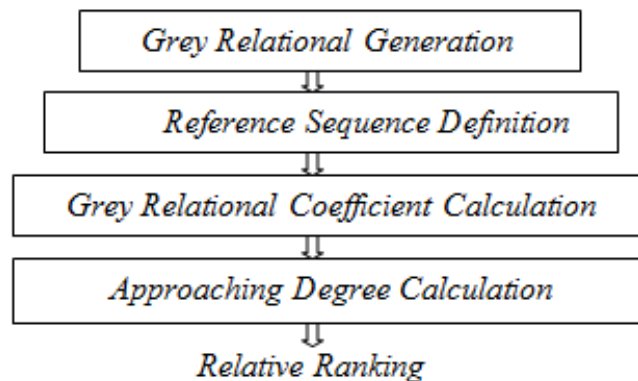 Grey Relational Generation
Reference Sequence Definition
Grey Relational Coefficient Calculation
Approaching Degree Calculation
Relative Ranking